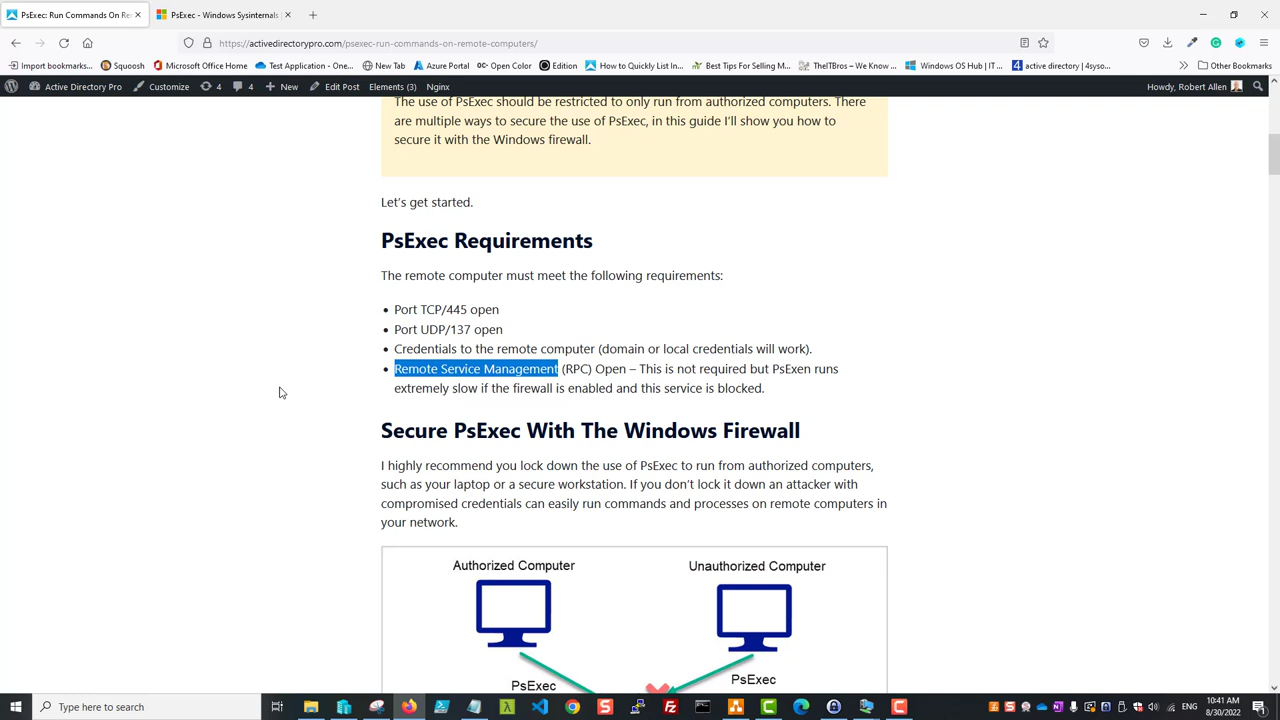 PsExec: Run Commands On Re
PsExec - Windows Sysinternals
https://activedirectorypro.com/psexec-run-commands-on-remote-computers/
Import bookmarks...
Squoosh
Microsoft Office Home
Test Application - One...
New Tab
Azure Portal
Open Color
Edition
How to Quickly List In...
Best Tips For Selling M...
TheITBros – We Know ...
Windows OS Hub | IT ...
active directory | 4syso...
Other Bookmarks
Active Directory Pro
Customize
4
4
New
Edit Post
Elements (3)
Nginx
Howdy, Robert Allen
The use of PsExec should be restricted to only run from authorized computers. There
are multiple ways to secure the use of PsExec, in this guide I'll show you how to
secure it with the Windows firewall.
Let's get started.
PsExec Requirements
The remote computer must meet the following requirements:
• Port TCP/445 open
• Port UDP/137 open
• Credentials to the remote computer (domain or local credentials will work).
• Remote Service Management (RPC) Open – This is not required but PsExen runs
extremely slow if the firewall is enabled and this service is blocked.
Secure PsExec With The Windows Firewall
I highly recommend you lock down the use of PsExec to run from authorized computers,
such as your laptop or a secure workstation. If you don't lock it down an attacker with
compromised credentials can easily run commands and processes on remote computers in
your network.
Authorized Computer
Unauthorized Computer
PsExec
PsExec
Type here to search
ENG
10:41 AM
8/30/2022